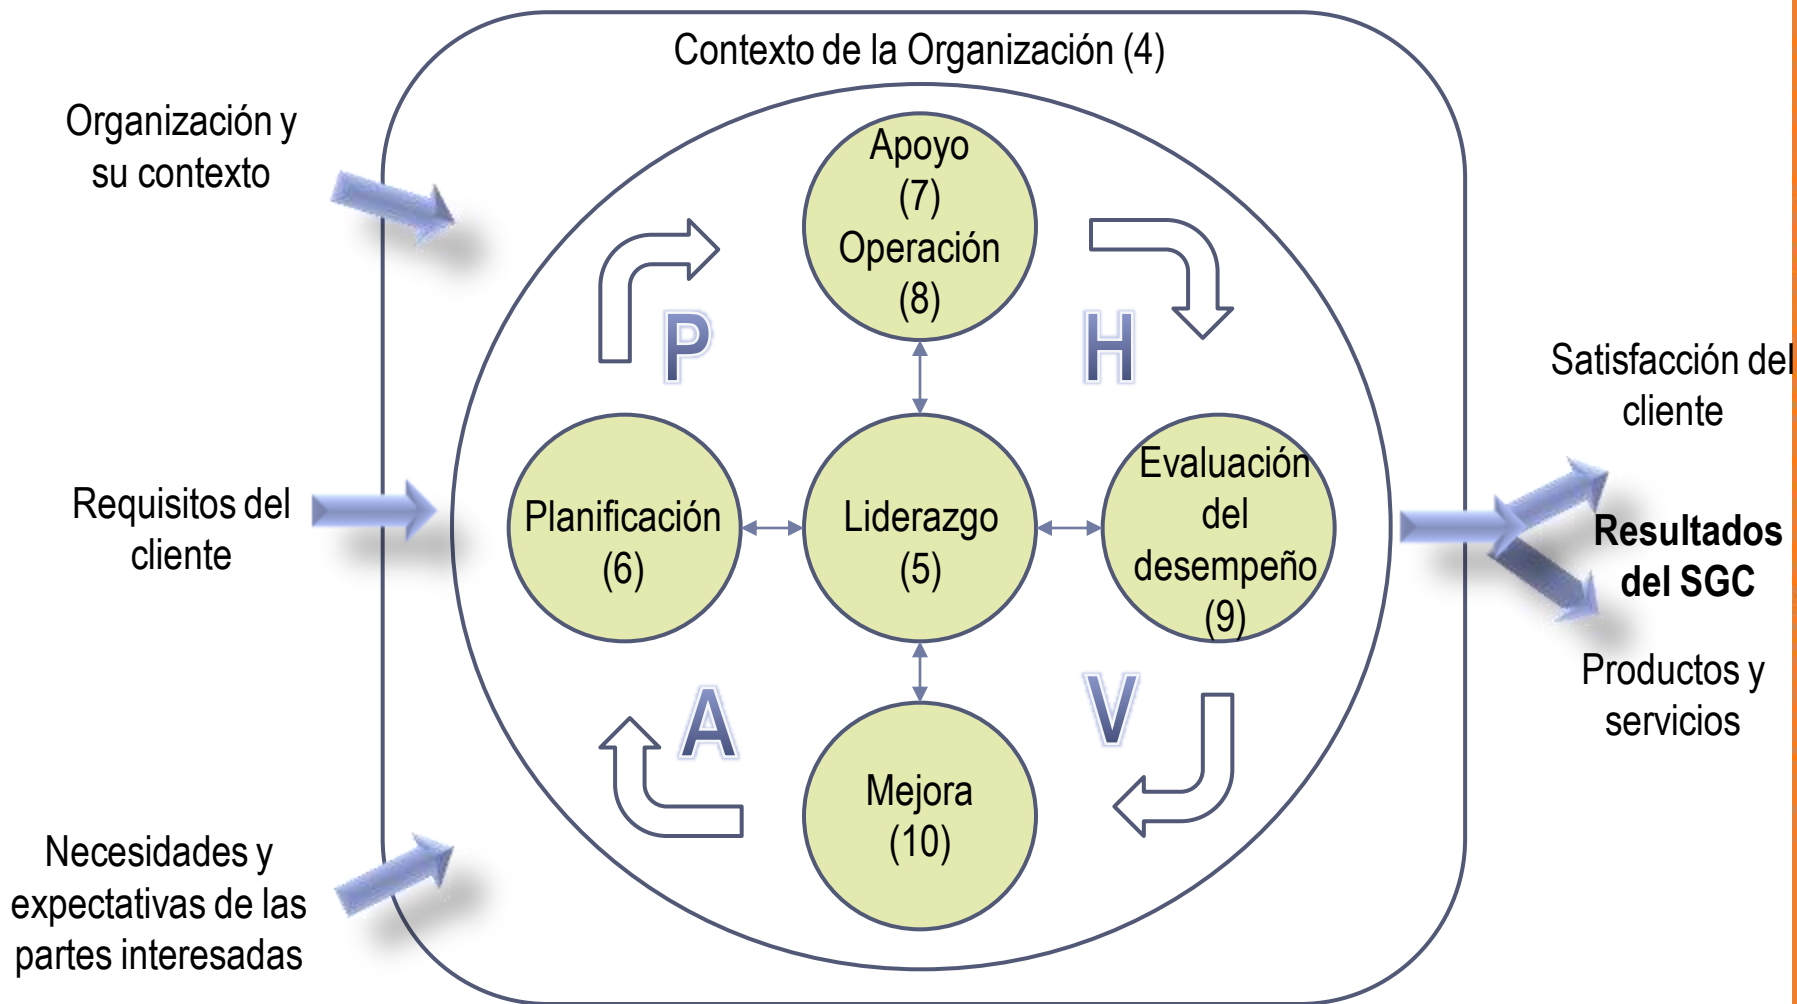 Contexto de la Organización (4)
Organización y
su contexto
Apoyo
(7)
Operación
(8)
P
H
Satisfacción del
cliente
Requisitos del
cliente
Planificación
(6)
Liderazgo
(5)
Evaluación
del
desempeño
(9)
Resultados
del SGC
A
V
Productos y
servicios
Mejora
(10)
Necesidades y
expectativas de las
partes interesadas